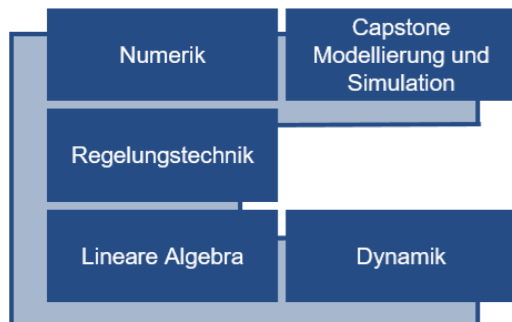 Numerik
Capstone
Modellierung und
Simulation
Regelungstechnik
Lineare Algebra
Dynamik